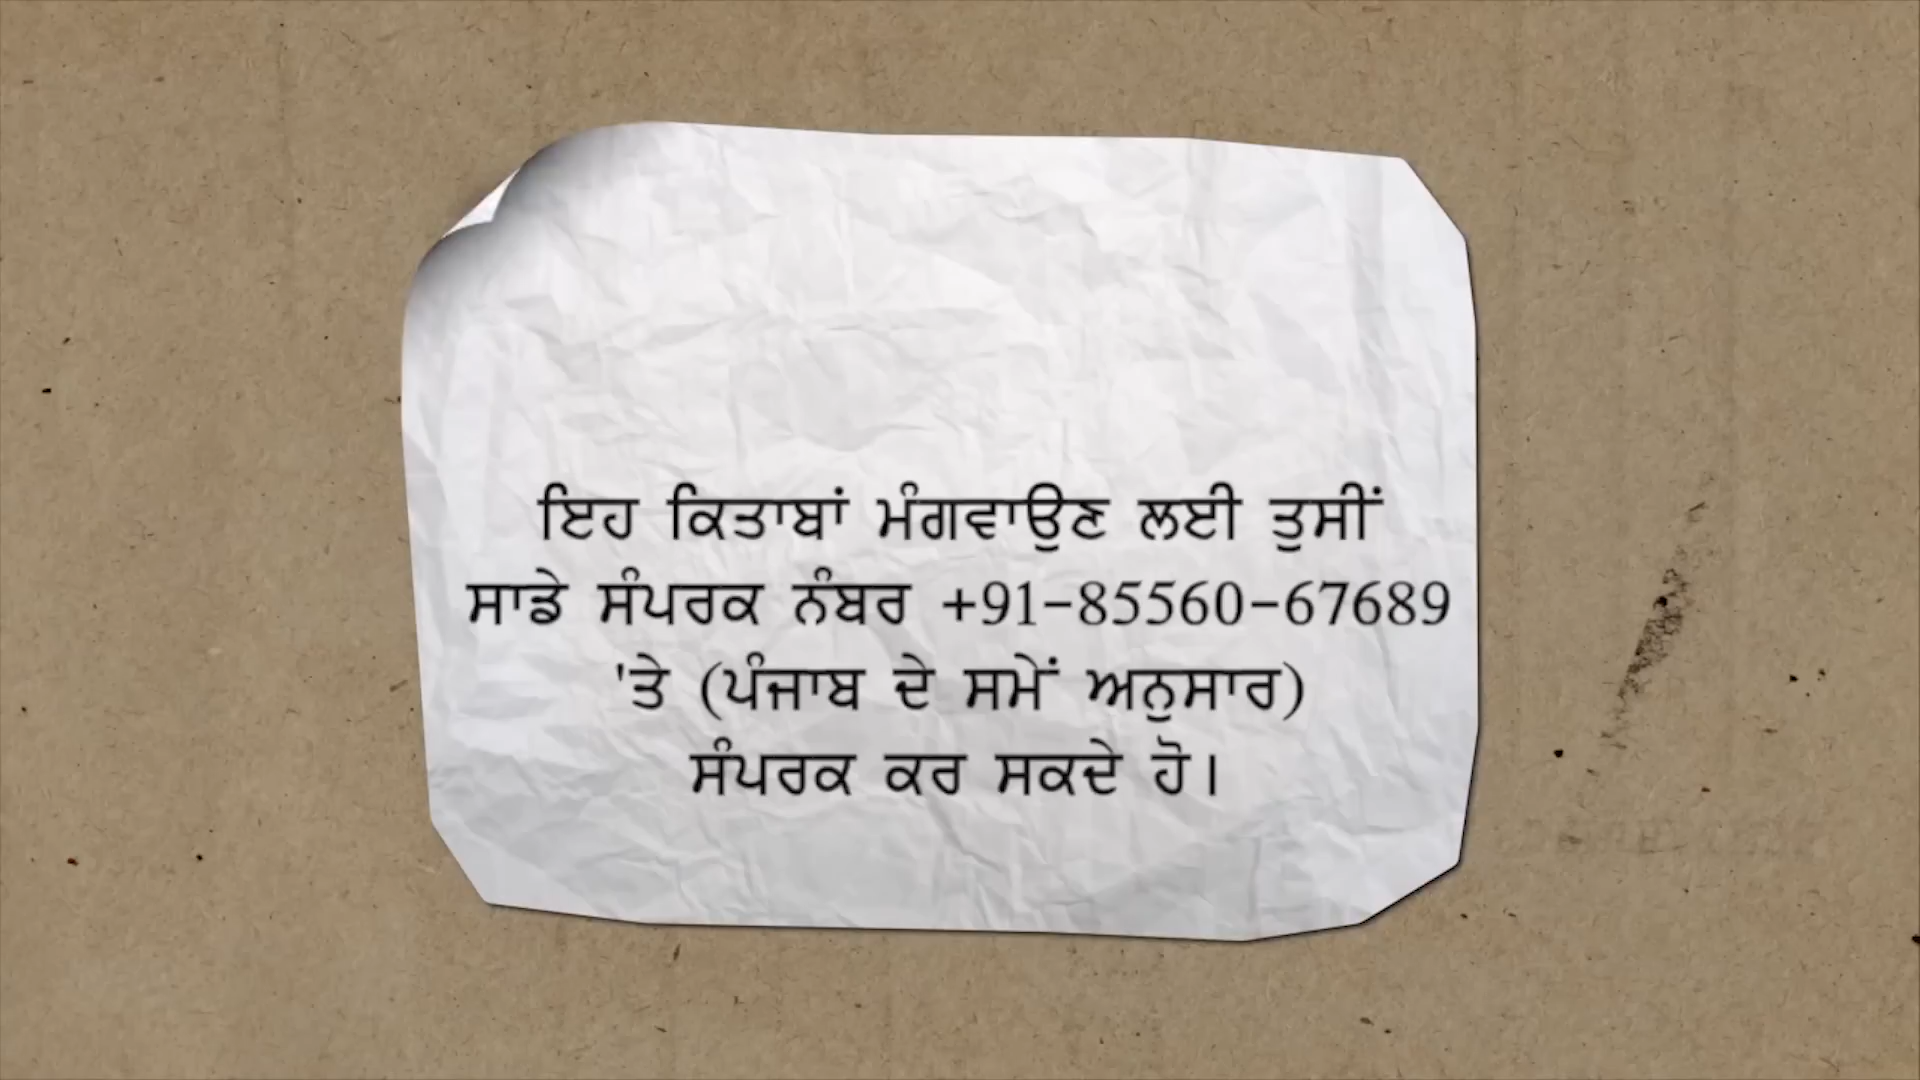 ਇਹ ਕਿਤਾਬਾਂ ਮੰਗਵਾਉਣ ਲਈ ਤੁਸੀਂ
ਸਾਡੇ ਸੰਪਰਕ ਨੰਬਰ +91-85560-67689
'ਤੇ (ਪੰਜਾਬ ਦੇ ਸਮੇਂ ਅਨੁਸਾਰ)
ਸੰਪਰਕ ਕਰ ਸਕਦੇ ਹੋ।